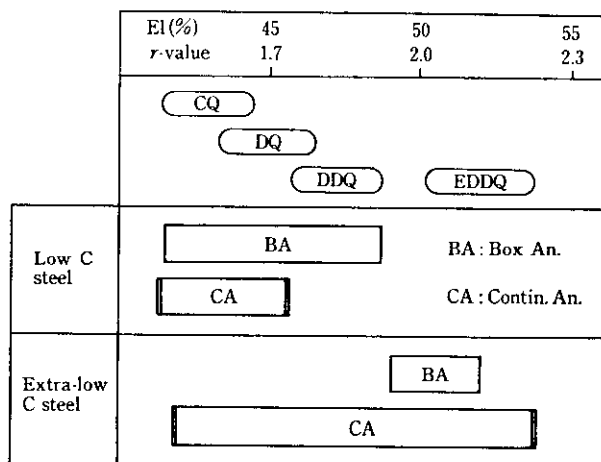 El(%) 45 50 55
r-value 1.7 2.0 2.3
CQ
DQ
DDQ EDDQ
Low C
steel
BA
BA : Box An.
CA
CA : Contin. An.
Extra-low
C steel
BA
CA